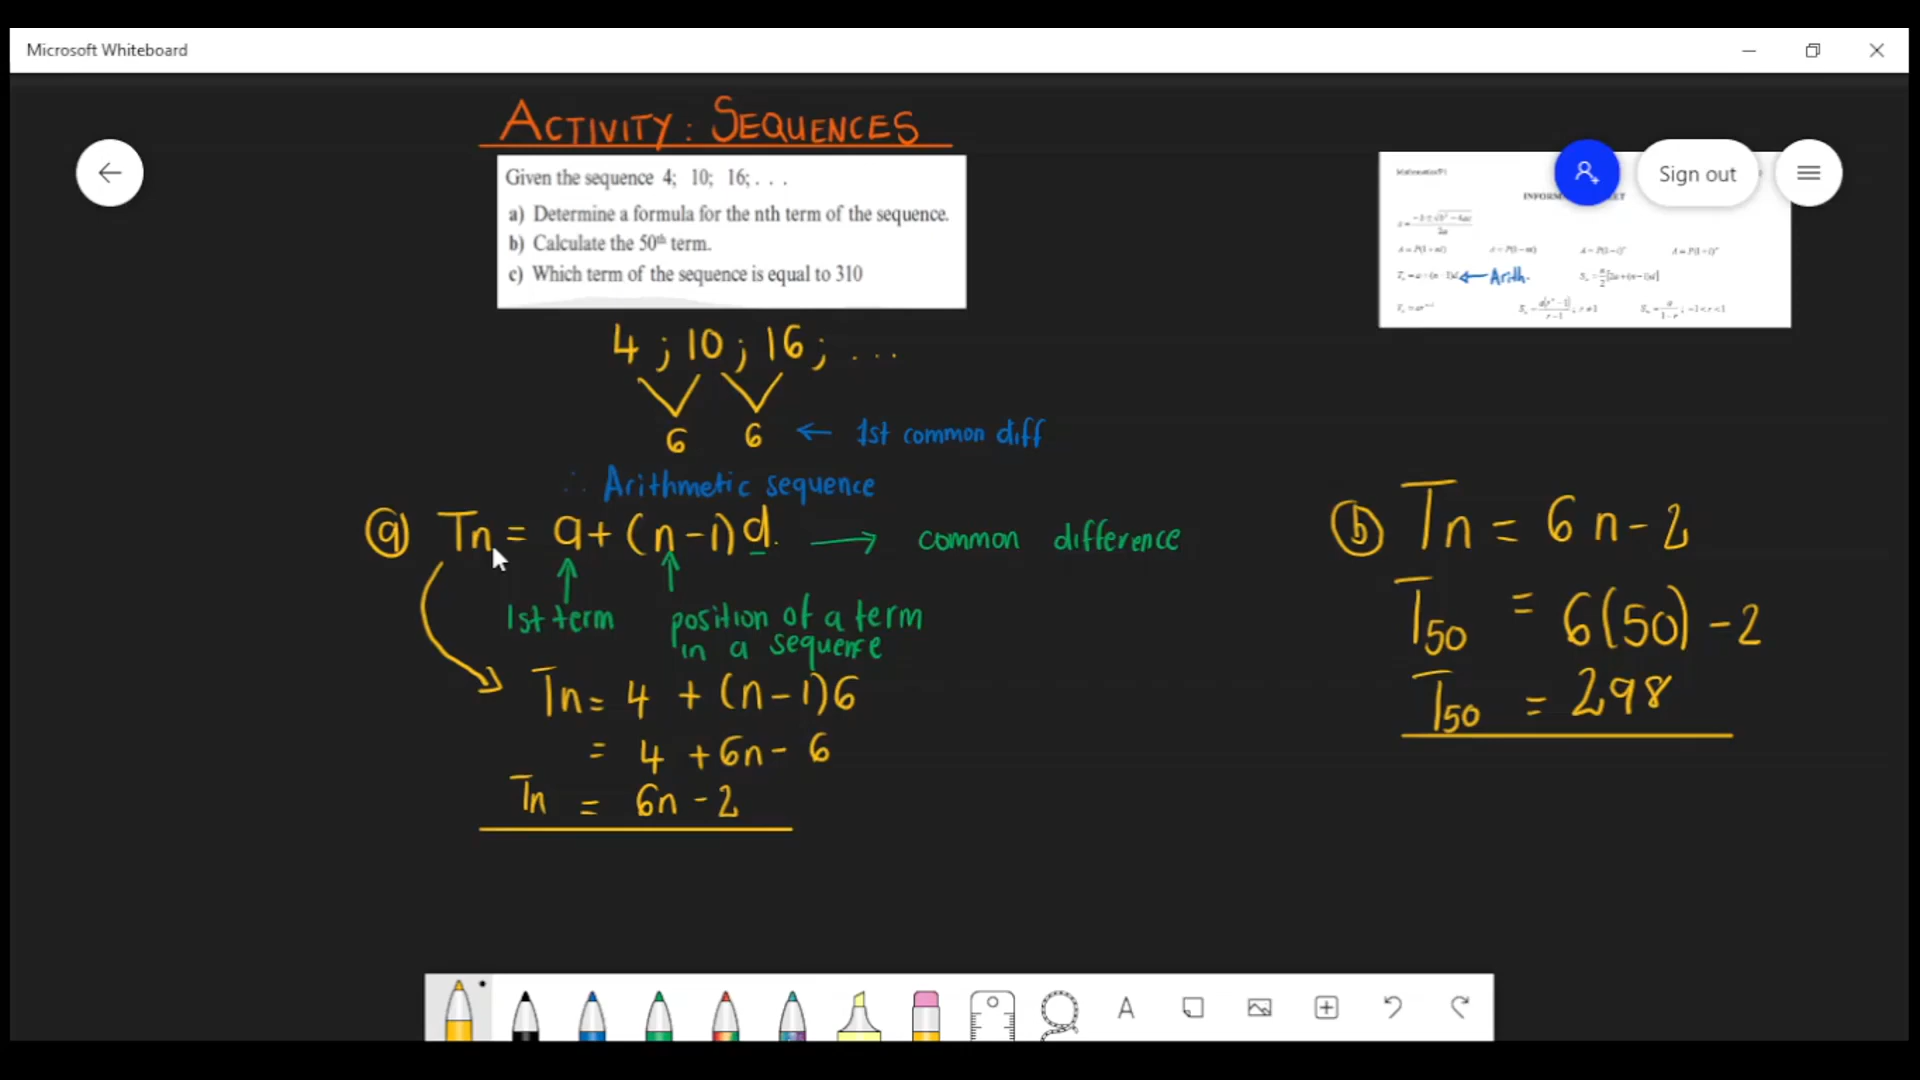 Microsoft Whiteboard
ACTIVITY: SEQUENCES
Given the sequence 4; 10; 16; . . .
a) Determine a formula for the nth term of the sequence.
b) Calculate the 50th term.
c) Which term of the sequence is equal to 310
Sign out
← Arith.
4 ; 10 ; 16 ; ...
6 6 ← 1st common diff
∴ Arithmetic sequence
ⓐ Tn = a + (n - 1) d. → common difference
1st term
position of a term
in a sequence
Tn = 4 + (n - 1)6
= 4 + 6n - 6
Tn = 6n - 2
ⓑ Tn = 6n - 2
T50 = 6(50) - 2
T50 = 298
A